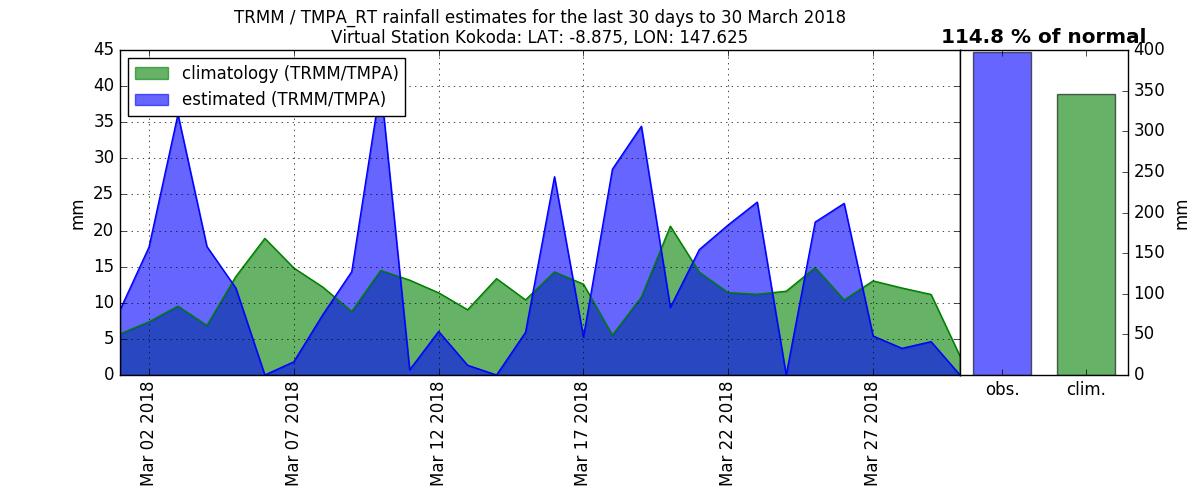 TRMM / TMPA_RT rainfall estimates for the last 30 days to 30 March 2018
Virtual Station Kokoda: LAT: -8.875, LON: 147.625
114.8 % of normal
climatology (TRMM/TMPA)
estimated (TRMM/TMPA)
45
40
35
30
25
20
15
10
5
0
mm
Mar 02 2018
Mar 07 2018
Mar 12 2018
Mar 17 2018
Mar 22 2018
Mar 27 2018
400
350
300
250
200
150
100
50
0
mm
obs.
clim.